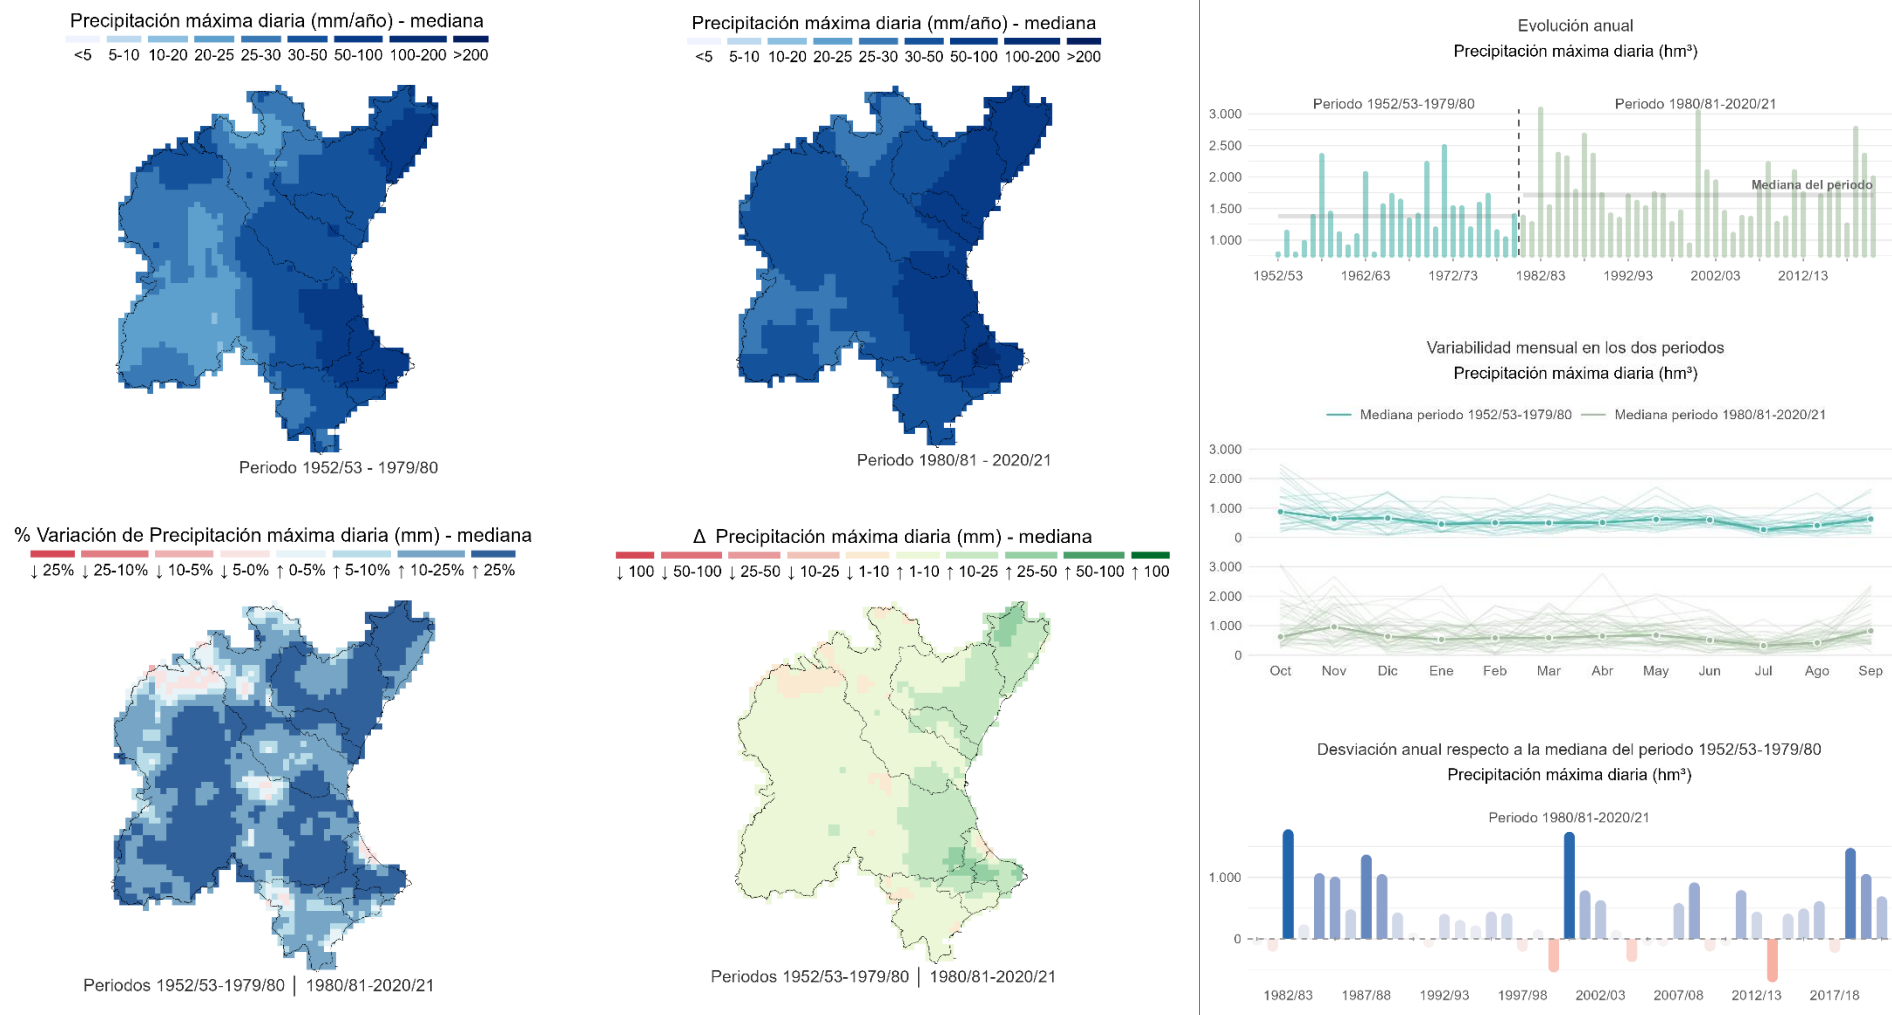 Precipitación máxima diaria (mm/año) - mediana
<5 5-10 10-20 20-25 25-30 30-50 50-100 100-200 >200
Periodo 1952/53 - 1979/80
Precipitación máxima diaria (mm/año) - mediana
<5 5-10 10-20 20-25 25-30 30-50 50-100 100-200 >200
Periodo 1980/81 - 2020/21
% Variación de Precipitación máxima diaria (mm) - mediana
↓ 25% ↓ 25-10% ↓ 10-5% ↓ 5-0% ↑ 0-5% ↑ 5-10% ↑ 10-25% ↑ 25%
Periodos 1952/53-1979/80 │ 1980/81-2020/21
Δ Precipitación máxima diaria (mm) - mediana
↓ 100 ↓ 50-100 ↓ 25-50 ↓ 10-25 ↓ 1-10 ↑ 1-10 ↑ 10-25 ↑ 25-50 ↑ 50-100 ↑ 100
Periodos 1952/53-1979/80 │ 1980/81-2020/21
Evolución anual
Precipitación máxima diaria (hm³)
Periodo 1952/53-1979/80 Periodo 1980/81-2020/21
3.000
2.500
2.000
Mediana del periodo
1.500
1.000
1952/53 1962/63 1972/73 1982/83 1992/93 2002/03 2012/13
Variabilidad mensual en los dos periodos
Precipitación máxima diaria (hm³)
Mediana periodo 1952/53-1979/80 Mediana periodo 1980/81-2020/21
3.000
2.000
1.000
0
3.000
2.000
1.000
0
Oct Nov Dic Ene Feb Mar Abr May Jun Jul Ago Sep
Desviación anual respecto a la mediana del periodo 1952/53-1979/80
Precipitación máxima diaria (hm³)
Periodo 1980/81-2020/21
1.000
0
1982/83 1987/88 1992/93 1997/98 2002/03 2007/08 2012/13 2017/18